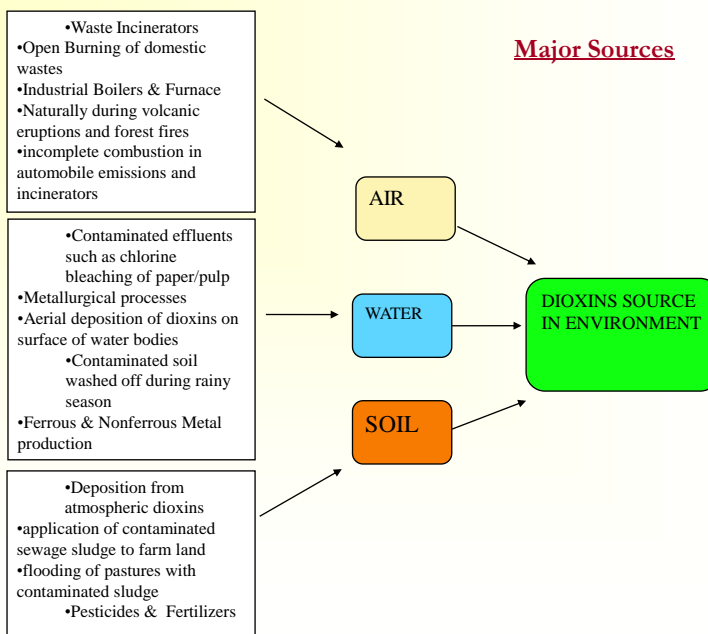 Major Sources
•Waste Incinerators
•Open Burning of domestic
wastes
•Industrial Boilers & Furnace
•Naturally during volcanic
eruptions and forest fires
•incomplete combustion in
automobile emissions and
incinerators
AIR
•Contaminated effluents
such as chlorine
bleaching of paper/pulp
•Metallurgical processes
•Aerial deposition of dioxins on
surface of water bodies
•Contaminated soil
washed off during rainy
season
•Ferrous & Nonferrous Metal
production
WATER
DIOXINS SOURCE
IN ENVIRONMENT
SOIL
•Deposition from
atmospheric dioxins
•application of contaminated
sewage sludge to farm land
•flooding of pastures with
contaminated sludge
•Pesticides & Fertilizers